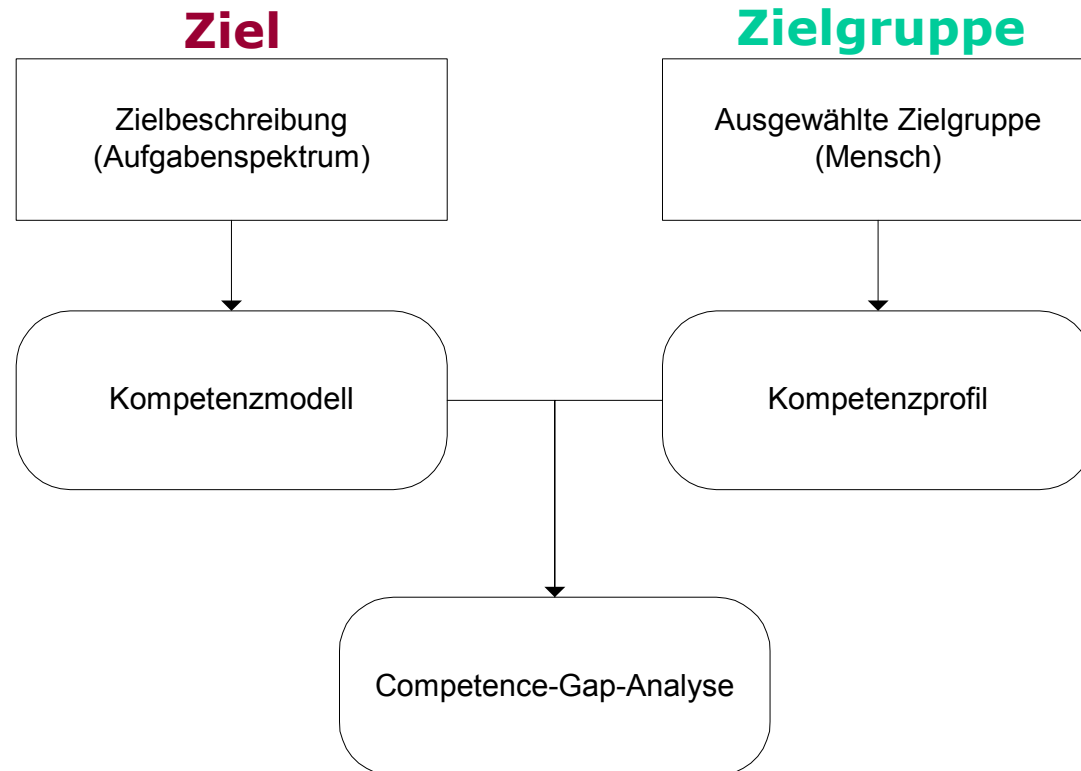 Ziel
Zielgruppe
Zielbeschreibung
(Aufgabenspektrum)
Ausgewählte Zielgruppe
(Mensch)
Kompetenzmodell
Kompetenzprofil
Competence-Gap-Analyse